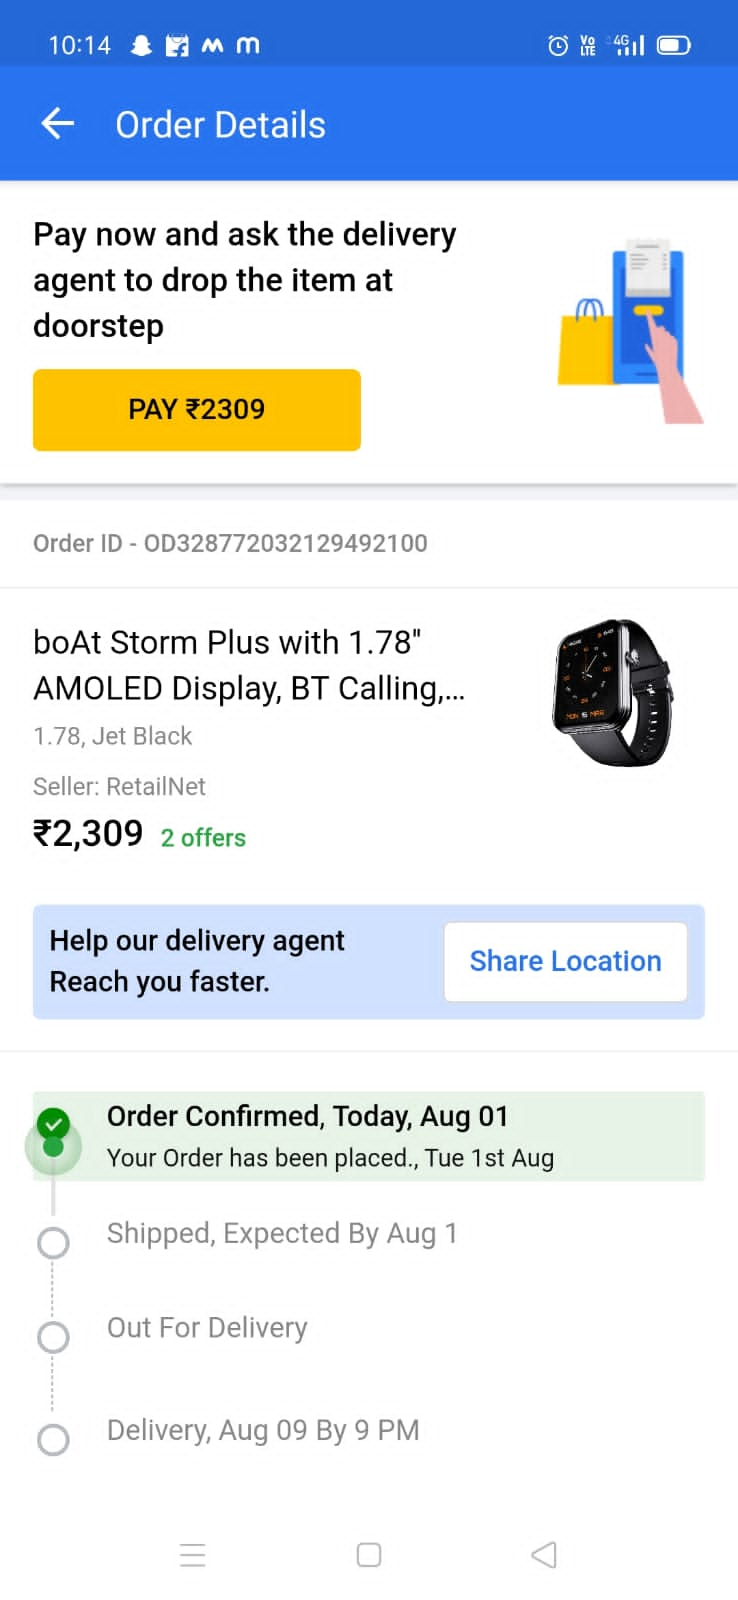 10:14
Vo LTE 4G
Order Details
Pay now and ask the delivery
agent to drop the item at
doorstep
PAY ₹2309
Order ID - OD328772032129492100
boAt Storm Plus with 1.78"
AMOLED Display, BT Calling,...
1.78, Jet Black
Seller: RetailNet
₹2,309 2 offers
Help our delivery agent
Reach you faster.
Share Location
Order Confirmed, Today, Aug 01
Your Order has been placed., Tue 1st Aug
Shipped, Expected By Aug 1
Out For Delivery
Delivery, Aug 09 By 9 PM